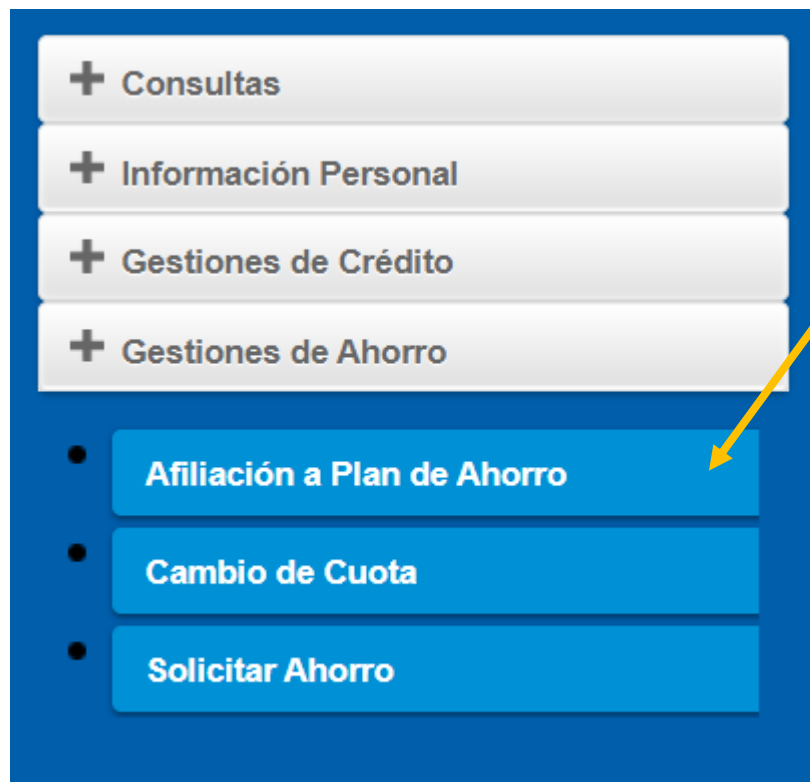 Consultas
Información Personal
Gestiones de Crédito
Gestiones de Ahorro
Afiliación a Plan de Ahorro
Cambio de Cuota
Solicitar Ahorro